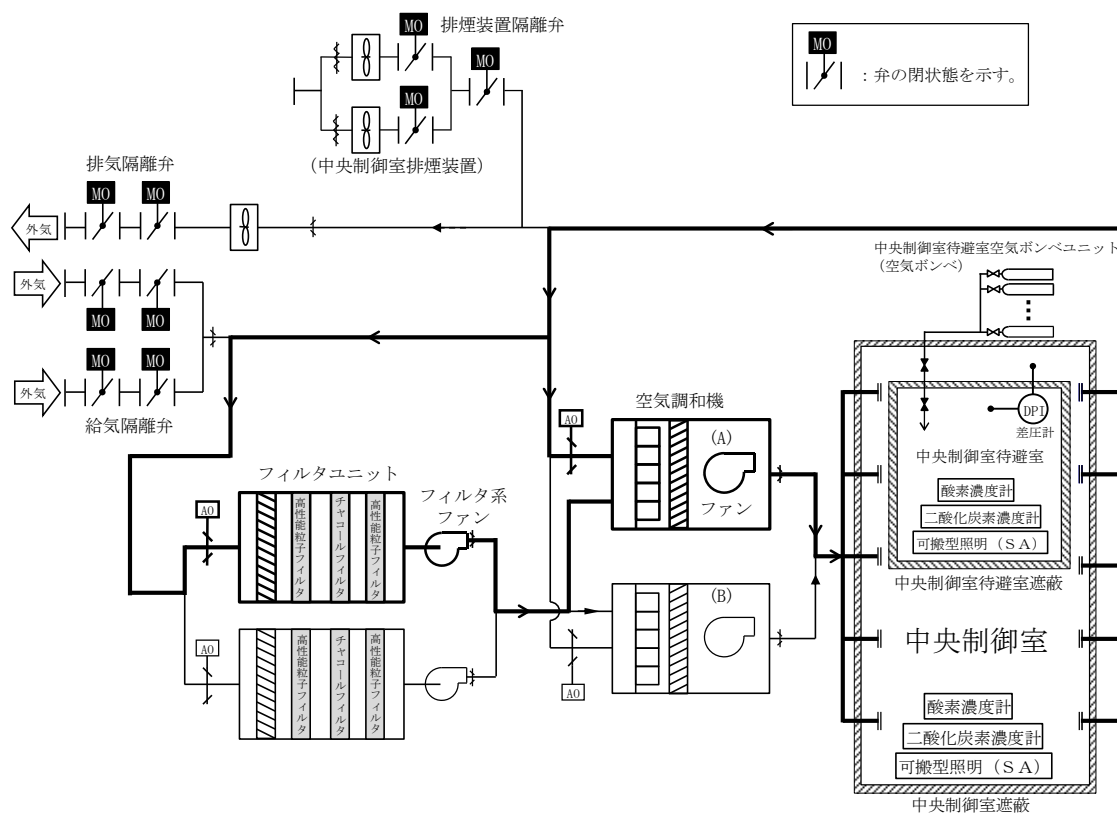 MO
排煙装置隔離弁
MO
MO
MO
：弁の閉状態を示す。
MO
(中央制御室排煙装置)
排気隔離弁
MO
MO
外気
外気
MO
MO
MO
MO
外気
給気隔離弁
中央制御室待避室空気ボンベユニット
(空気ボンベ)
DPI
差圧計
中央制御室待避室
酸素濃度計
二酸化炭素濃度計
可搬型照明（ＳＡ）
中央制御室待避室遮蔽
空気調和機
AO
(A)
ファン
フィルタユニット
フィルタ系
ファン
AO
高性能粒子フィルタ
チャコールフィルタ
高性能粒子フィルタ
(B)
AO
AO
高性能粒子フィルタ
チャコールフィルタ
高性能粒子フィルタ
中央制御室
酸素濃度計
二酸化炭素濃度計
可搬型照明（ＳＡ）
中央制御室遮蔽